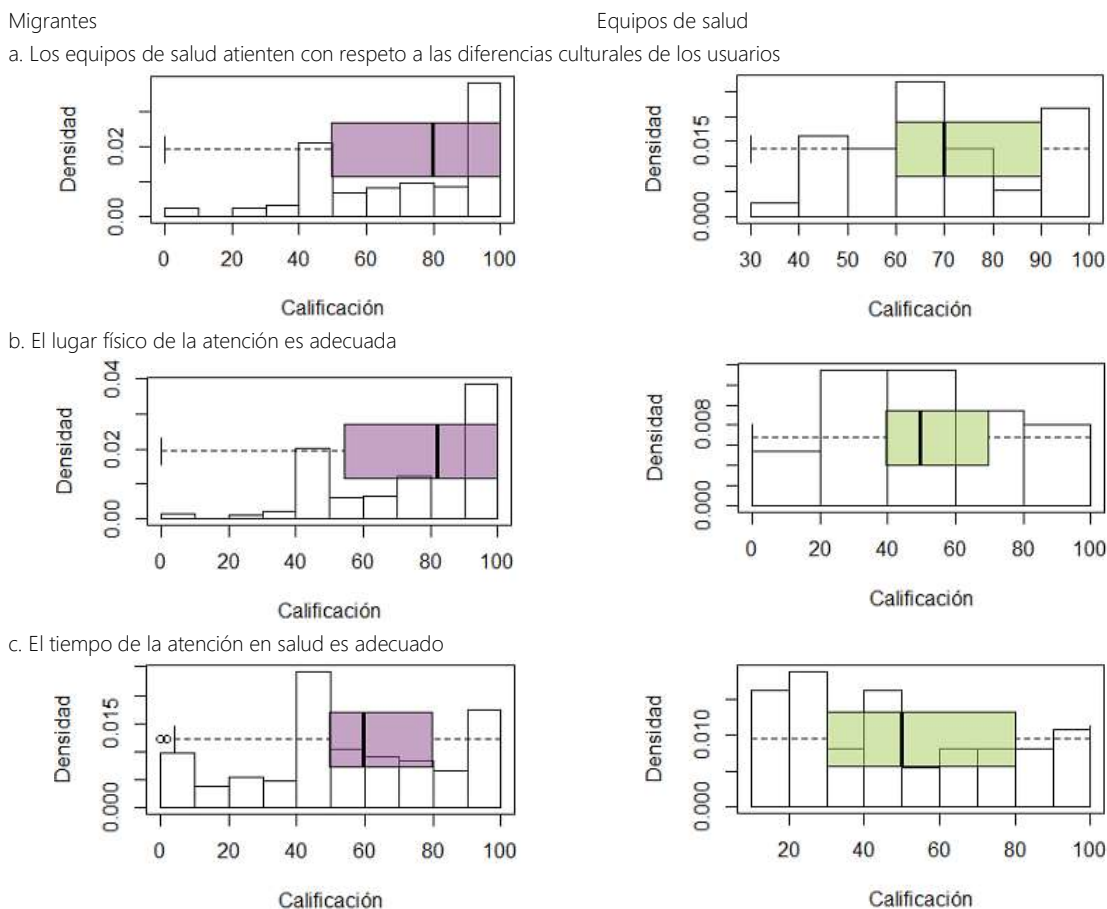 Migrantes Equipos de salud
a. Los equipos de salud atienten con respeto a las diferencias culturales de los usuarios
Densidad
0.00 0.02
0 20 40 60 80 100
Calificación
Densidad
0.000 0.015
30 40 50 60 70 80 90 100
Calificación
b. El lugar físico de la atención es adecuada
Densidad
0.00 0.02 0.04
0 20 40 60 80 100
Calificación
Densidad
0.000 0.008
0 20 40 60 80 100
Calificación
c. El tiempo de la atención en salud es adecuado
Densidad
0.000 0.015
0 20 40 60 80 100
Calificación
Densidad
0.000 0.010
20 40 60 80 100
Calificación